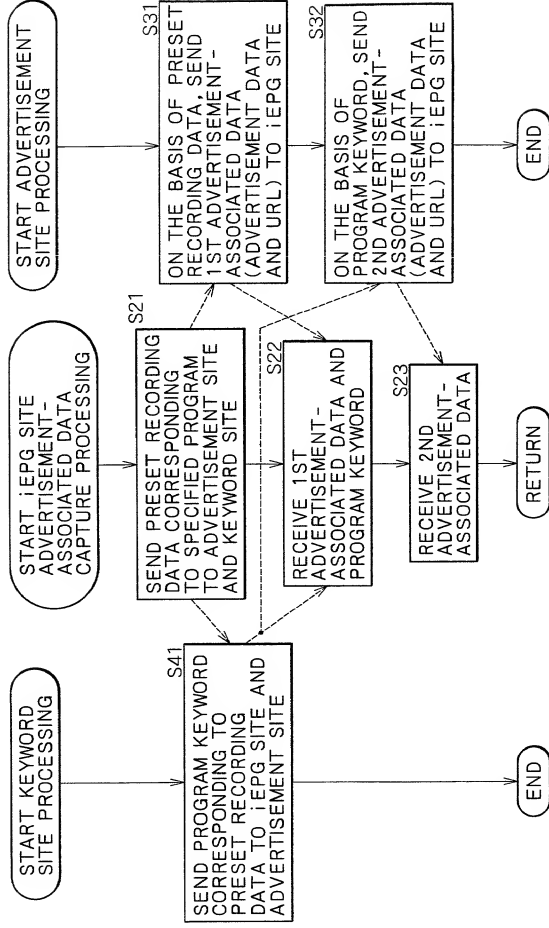 START KEYWORD
SITE PROCESSING
S41
SEND PROGRAM KEYWORD
CORRESPONDING TO
PRESET RECORDING
DATA TO iEPG SITE AND
ADVERTISEMENT SITE
END
START iEPG SITE
ADVERTISEMENT-
ASSOCIATED DATA
CAPTURE PROCESSING
S21
SEND PRESET RECORDING
DATA CORRESPONDING
TO SPECIFIED PROGRAM
TO ADVERTISEMENT SITE
AND KEYWORD SITE
S22
RECEIVE 1ST
ADVERTISEMENT-
ASSOCIATED DATA AND
PROGRAM KEYWORD
S23
RECEIVE 2ND
ADVERTISEMENT-
ASSOCIATED DATA
RETURN
START ADVERTISEMENT
SITE PROCESSING
S31
ON THE BASIS OF PRESET
RECORDING DATA, SEND
1ST ADVERTISEMENT-
ASSOCIATED DATA
(ADVERTISEMENT DATA
AND URL) TO iEPG SITE
S32
ON THE BASIS OF
PROGRAM KEYWORD, SEND
2ND ADVERTISEMENT-
ASSOCIATED DATA
(ADVERTISEMENT DATA
AND URL) TO iEPG SITE
END